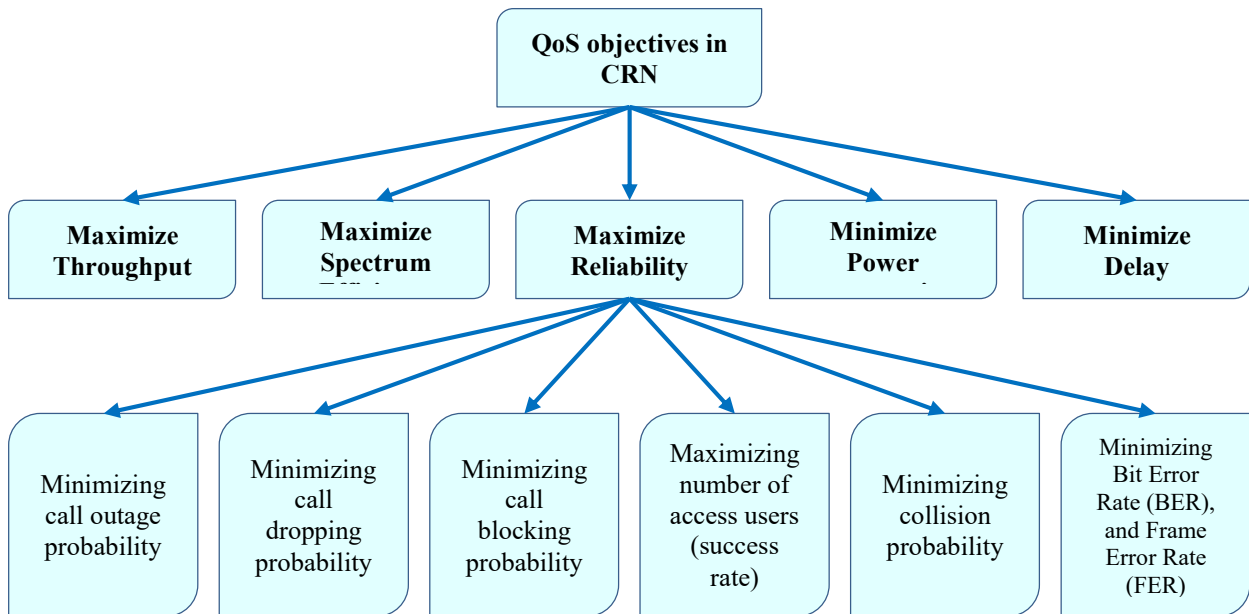 QoS objectives in
CRN
Maximize
Throughput
Maximize
Spectrum
Maximize
Reliability
Minimize
Power
Minimize
Delay
Minimizing
call outage
probability
Minimizing
call
dropping
probability
Minimizing
call
blocking
probability
Maximizing
number of
access users
(success
rate)
Minimizing
collision
probability
Minimizing
Bit Error
Rate (BER),
and Frame
Error Rate
(FER)